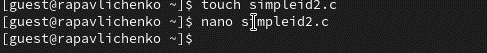 [guest@rapavlichenko ~]$ touch simpleid2.c
[guest@rapavlichenko ~]$ nano simpleid2.c
[guest@rapavlichenko ~]$